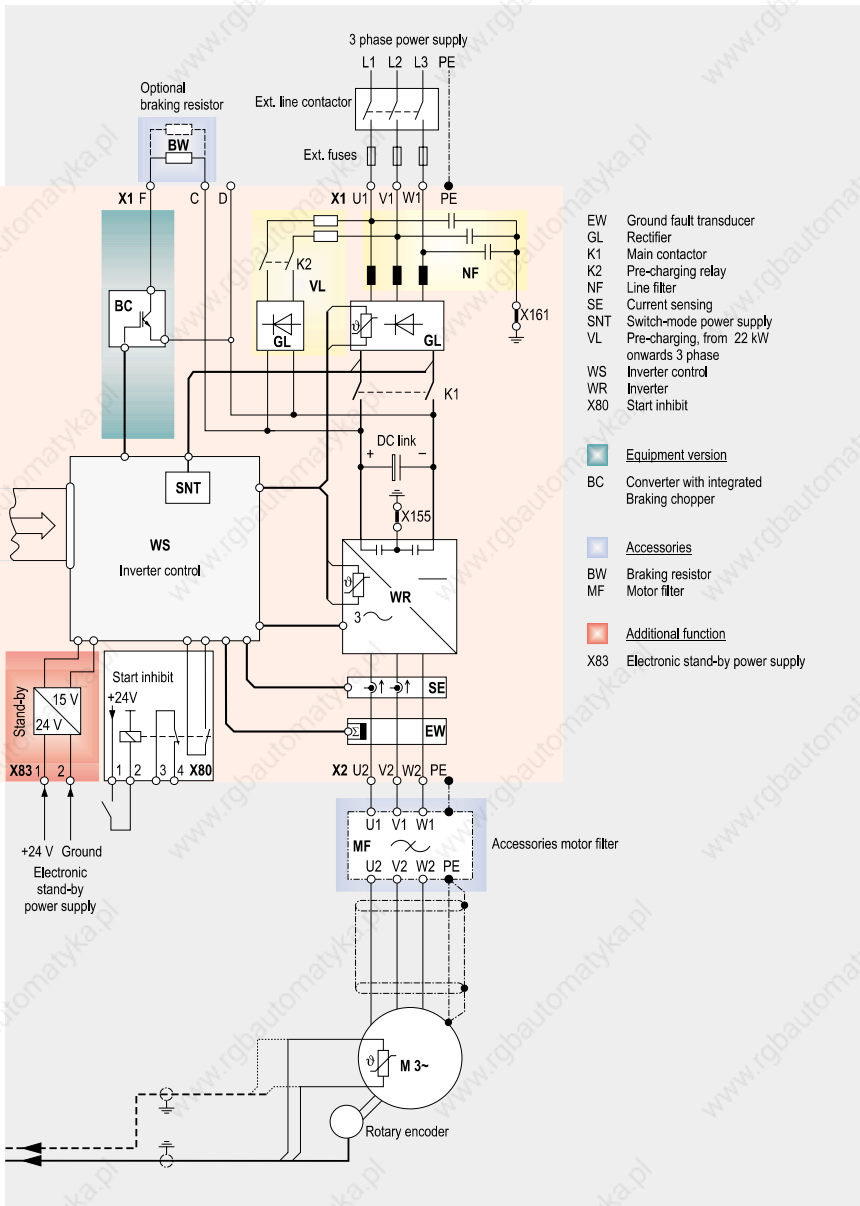 3 phase power supply
L1 L2 L3 PE
Optional
braking resistor
Ext. line contactor
BW
Ext. fuses
X1 F C D
X1 U1 V1 W1 PE
K2
VL
NF
BC
GL
ϑ
GL
X161
K1
DC link
+ −
SNT
X155
WS
Inverter control
ϑ
WR
3
Stand-by
15 V
24 V
Start inhibit
+24V
SE
Σ
EW
X83 1 2
1 2 3 4 X80
X2 U2 V2 W2 PE
+24 V Ground
Electronic
stand-by
power supply
U1 V1 W1
MF
U2 V2 W2 PE
Accessories motor filter
ϑ
M 3~
Rotary encoder
EW Ground fault transducer
GL Rectifier
K1 Main contactor
K2 Pre-charging relay
NF Line filter
SE Current sensing
SNT Switch-mode power supply
VL Pre-charging, from 22 kW
onwards 3 phase
WS Inverter control
WR Inverter
X80 Start inhibit
Equipment version
BC Converter with integrated
Braking chopper
Accessories
BW Braking resistor
MF Motor filter
Additional function
X83 Electronic stand-by power supply
www.rgbautomatyka.pl